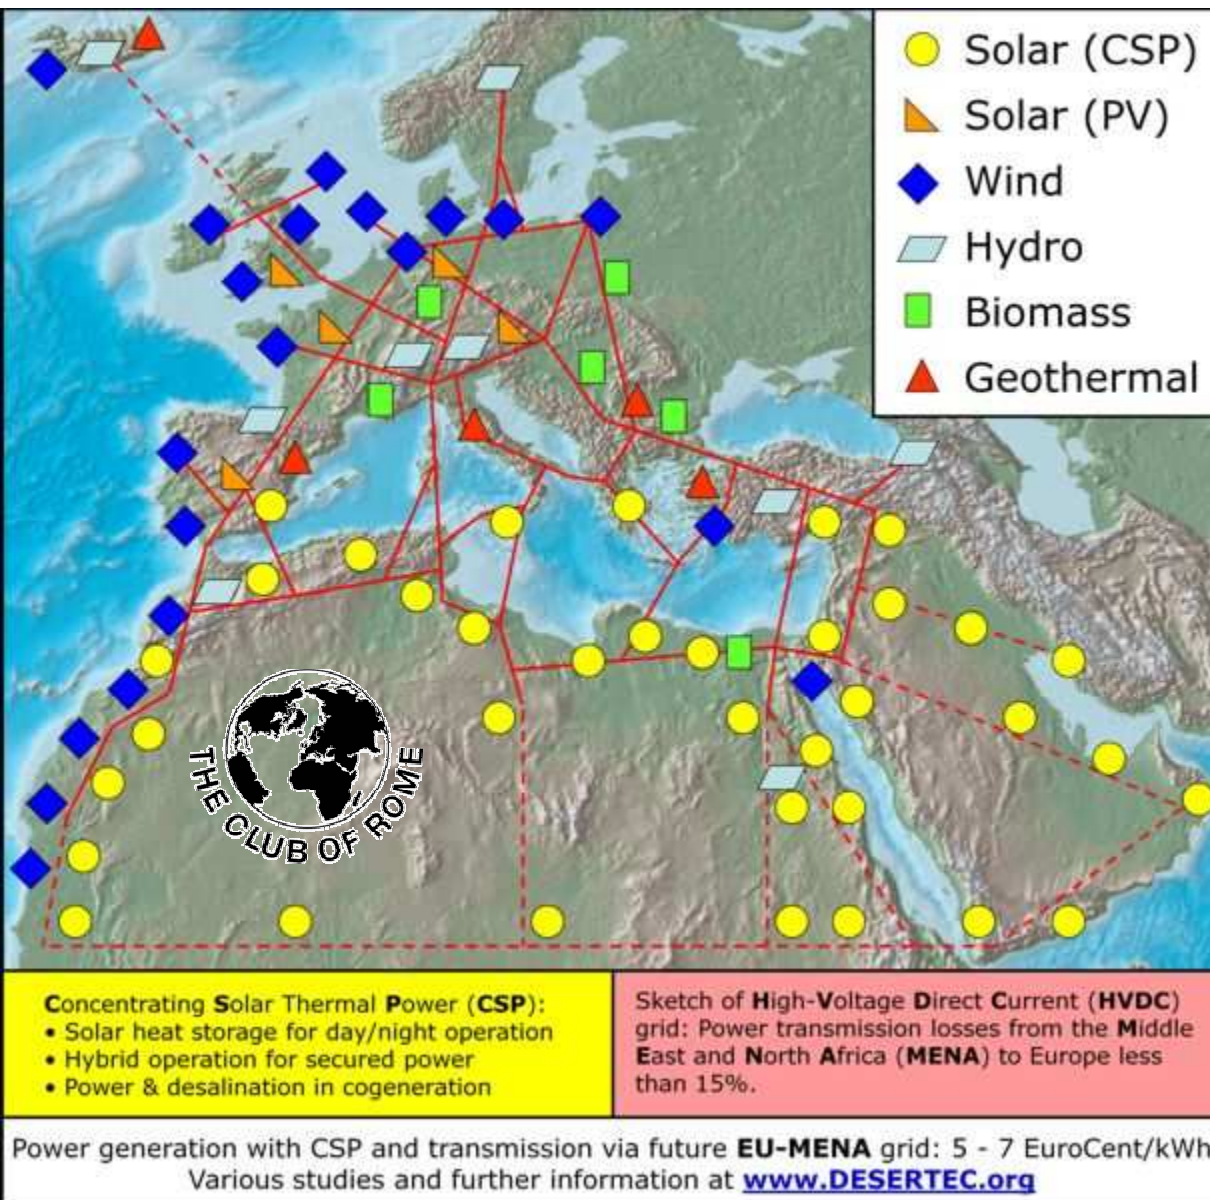 Solar (CSP)
Solar (PV)
Wind
Hydro
Biomass
Geothermal
THE CLUB OF ROME
Concentrating Solar Thermal Power (CSP):
• Solar heat storage for day/night operation
• Hybrid operation for secured power
• Power & desalination in cogeneration
Sketch of High-Voltage Direct Current (HVDC)
grid: Power transmission losses from the Middle
East and North Africa (MENA) to Europe less
than 15%.
Power generation with CSP and transmission via future EU-MENA grid: 5 - 7 EuroCent/kWh
Various studies and further information at www.DESERTEC.org